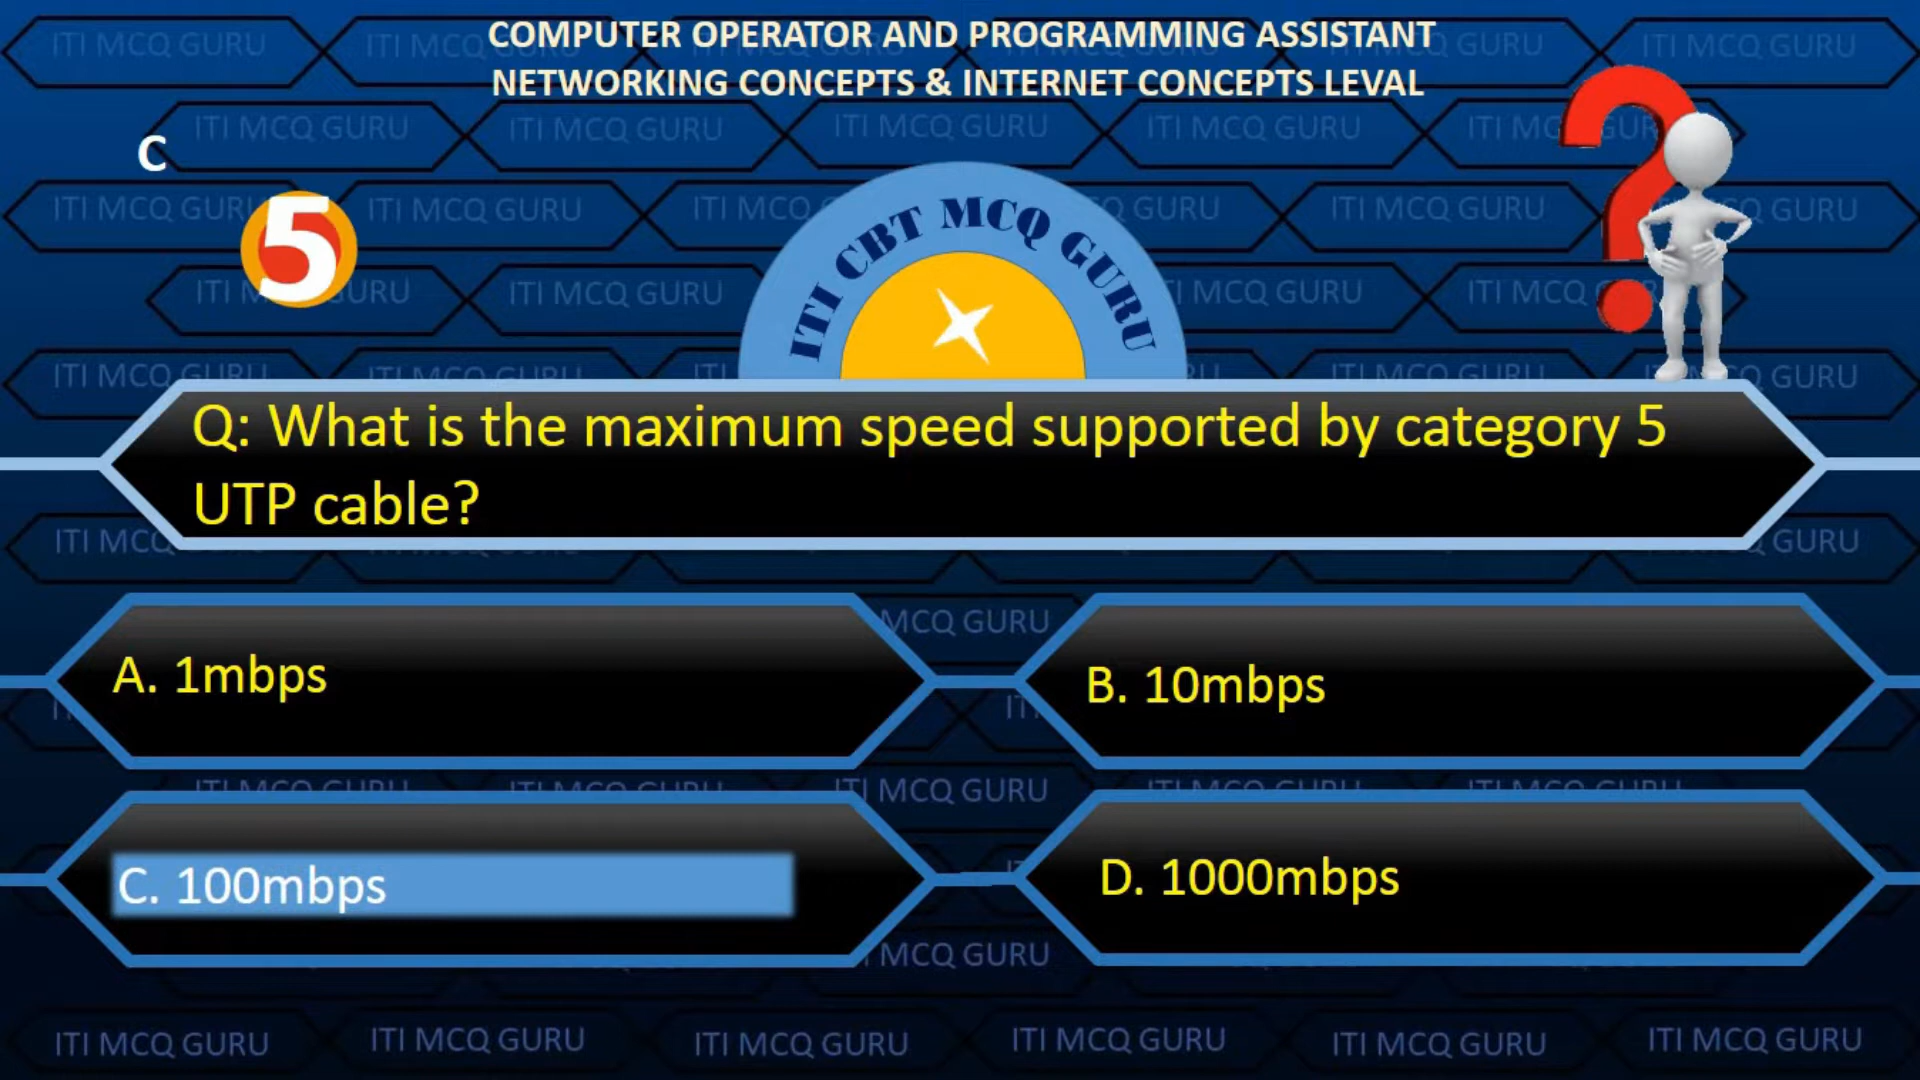 COMPUTER OPERATOR AND PROGRAMMING ASSISTANT
NETWORKING CONCEPTS & INTERNET CONCEPTS LEVAL
C
5
ITI CBT MCQ GURU
Q: What is the maximum speed supported by category 5
UTP cable?
A. 1mbps
B. 10mbps
C. 100mbps
D. 1000mbps
ITI MCQ GURU ITI MCQ GURU ITI MCQ GURU ITI MCQ GURU ITI MCQ GURU ITI MCQ GURU